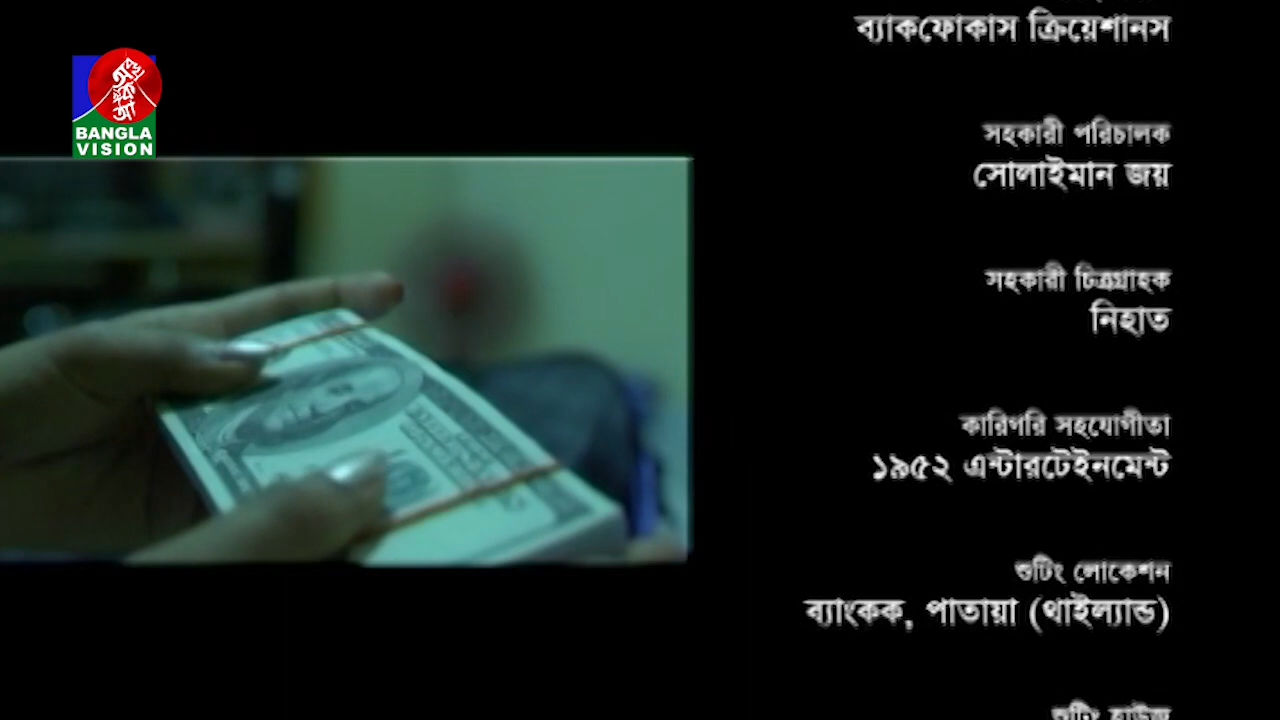 ব্যাকফোকাস ক্রিয়েশানস
BANGLA
VISION
সহকারী পরিচালক
সোলাইমান জয়
সহকারী চিত্রগ্রাহক
নিহাত
কারিগরি সহযোগীতা
১৯৫২ এন্টারটেইনমেন্ট
শুটিং লোকেশন
ব্যাংকক, পাতায়া (থাইল্যান্ড)